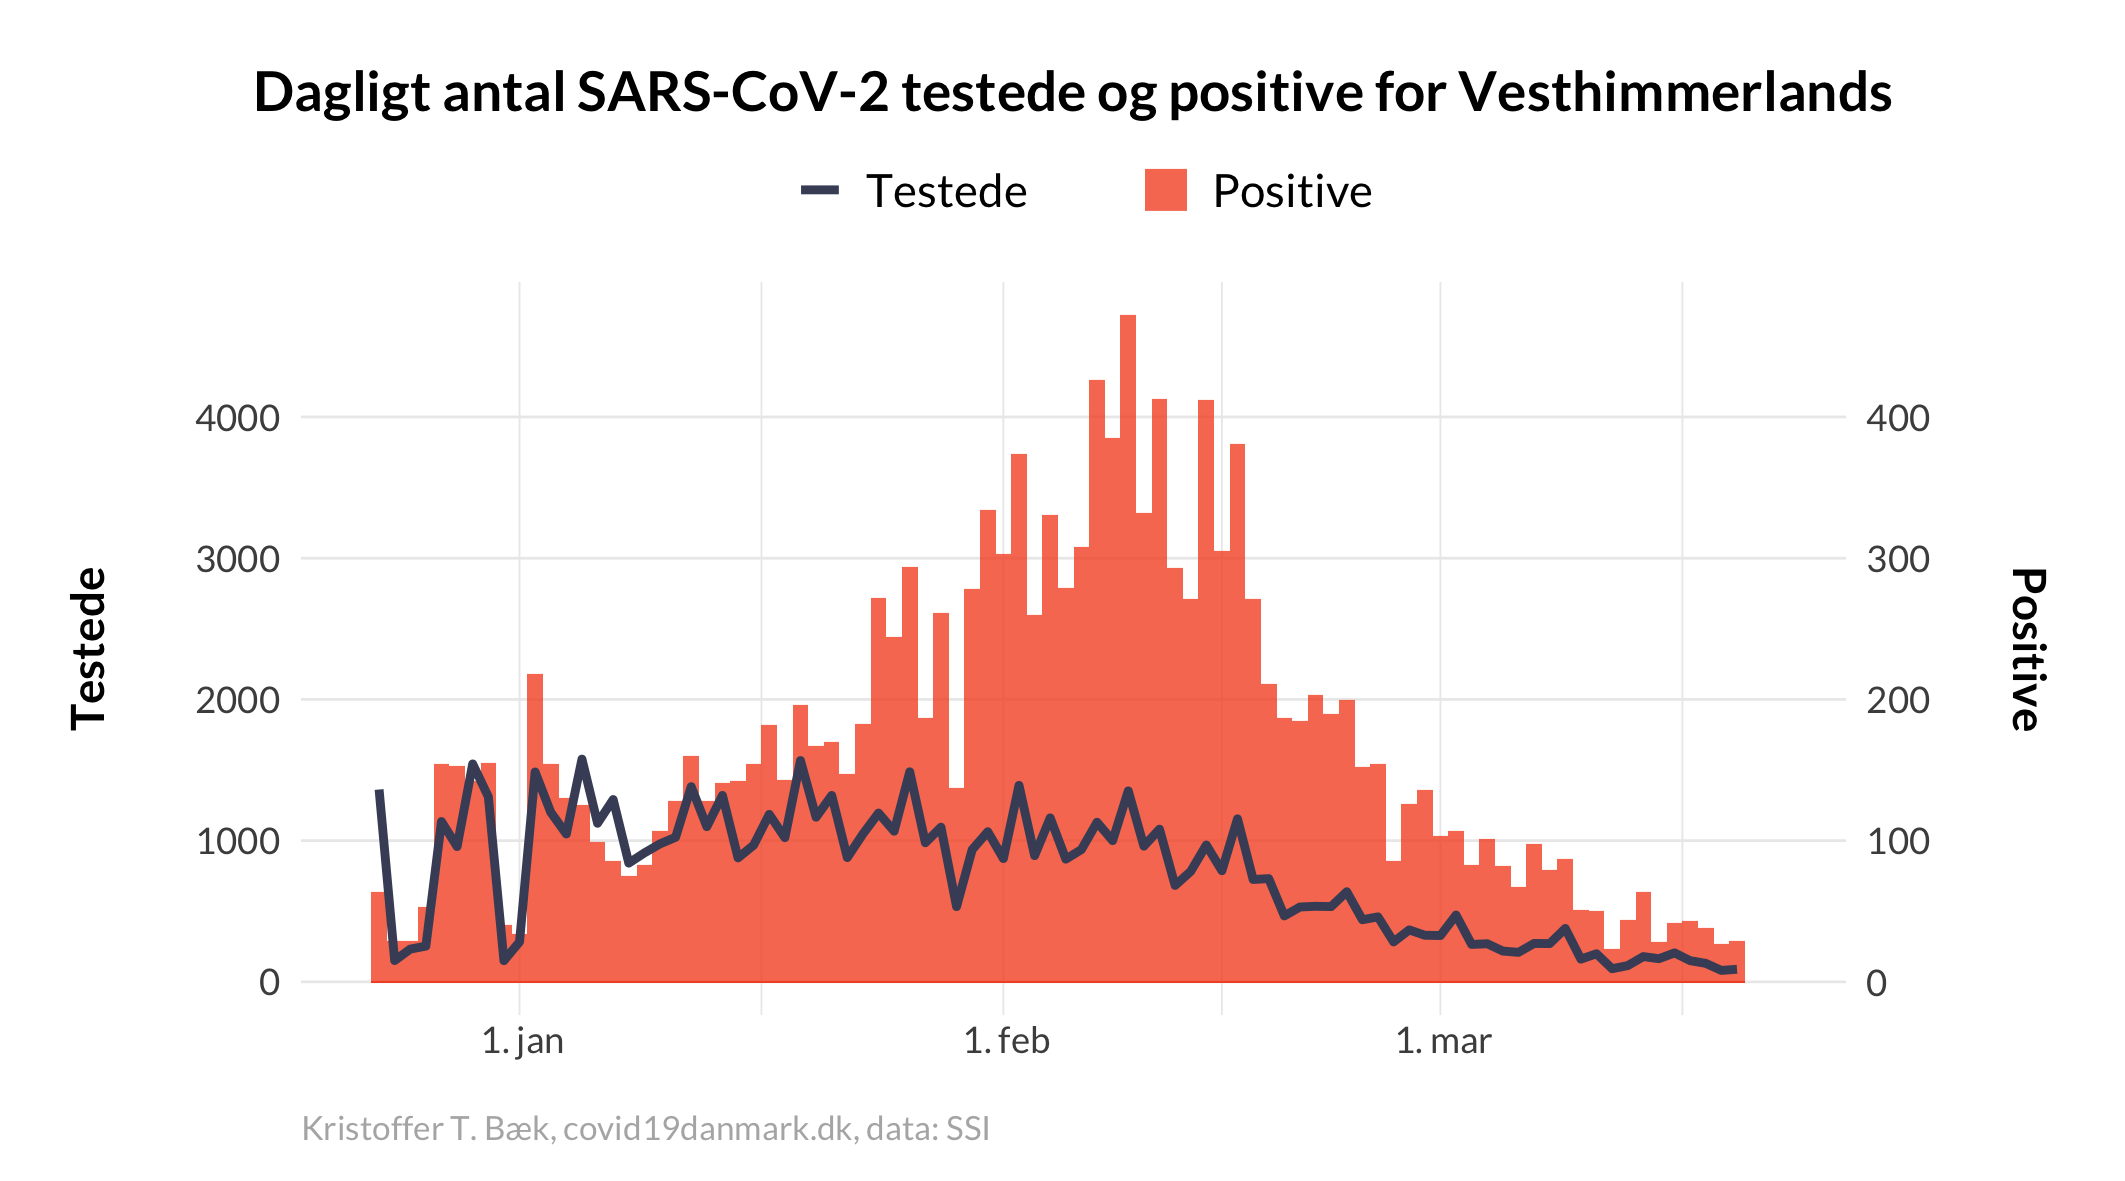 Dagligt antal SARS-CoV-2 testede og positive for Vesthimmerlands
Testede
Positive
4000
3000
2000
1000
0
400
300
200
100
0
Testede
Positive
1. jan
1. feb
1. mar
Kristoffer T. Bæk, covid19danmark.dk, data: SSI